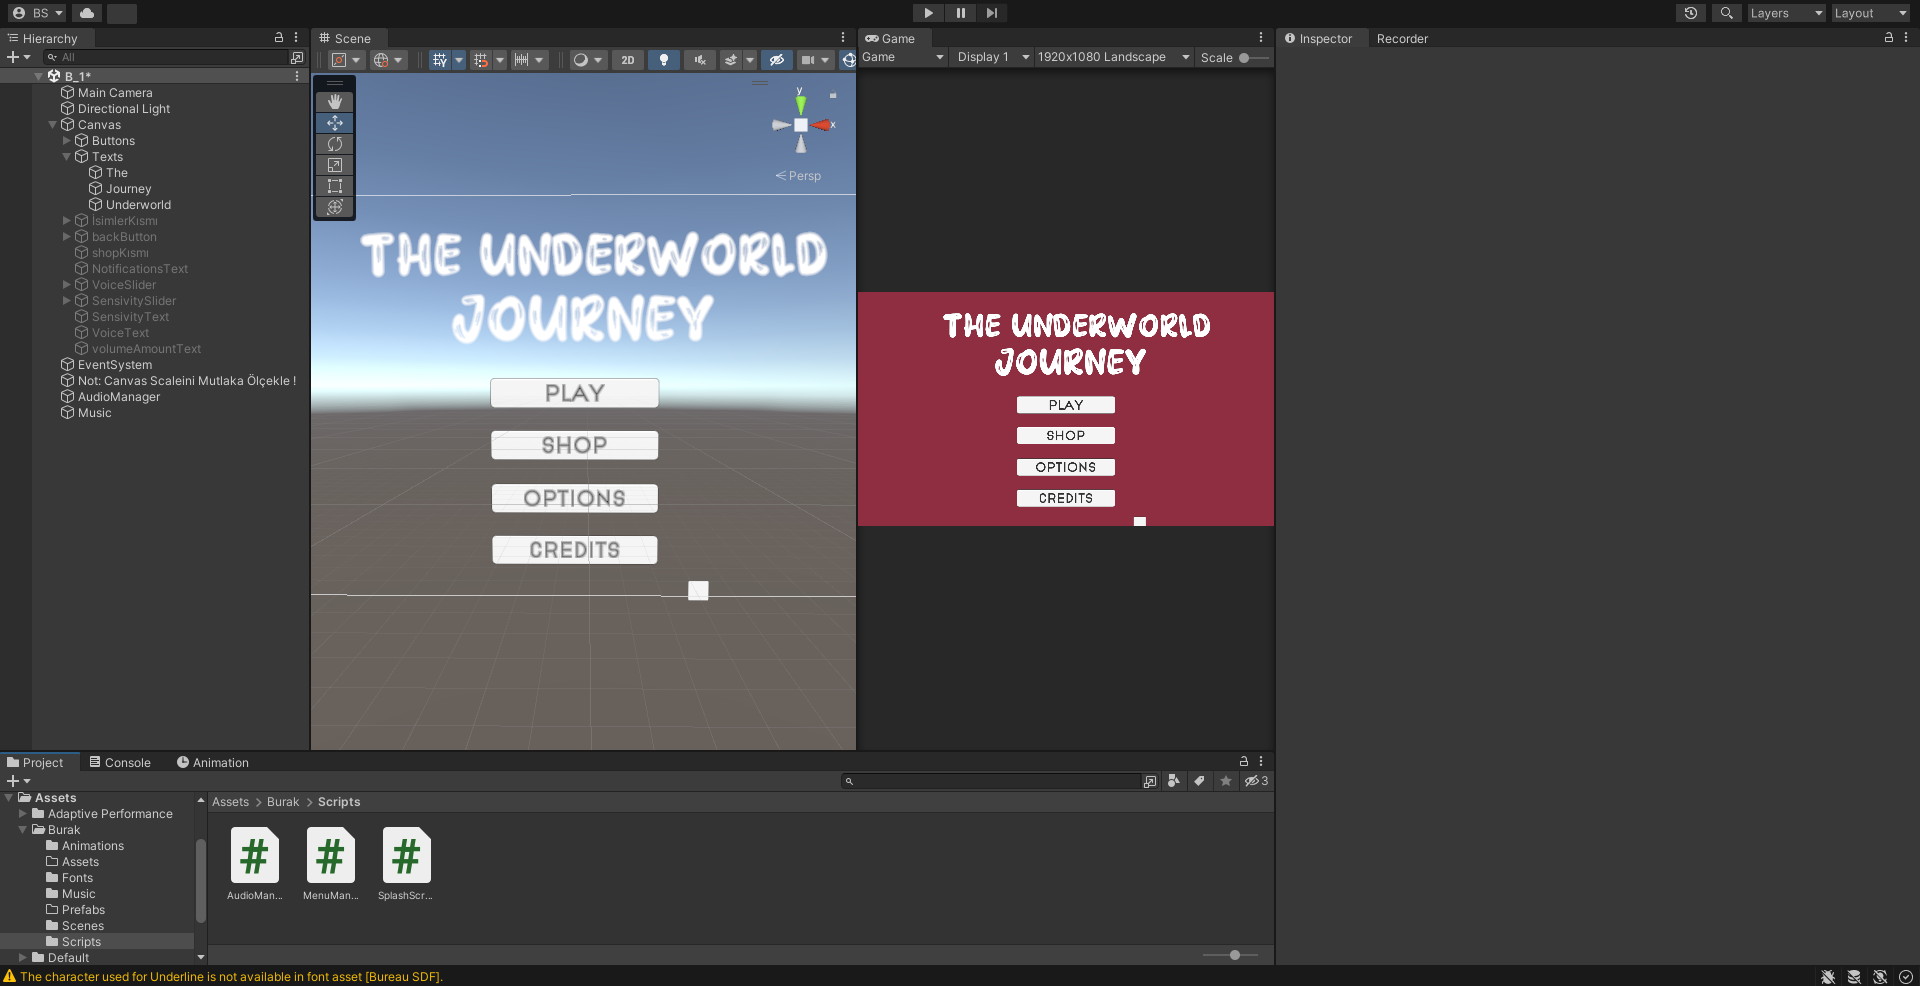 BS
Layers
Layout
Hierarchy
All
B_1*
Main Camera
Directional Light
Canvas
Buttons
Texts
The
Journey
Underworld
İsimlerKısmı
backButton
shopKısmı
NotificationsText
VoiceSlider
SensivitySlider
SensivityText
VoiceText
volumeAmountText
EventSystem
Not: Canvas Scaleini Mutlaka Ölçekle !
AudioManager
Music
Scene
2D
y
x
Persp
THE UNDERWORLD
JOURNEY
PLAY
SHOP
OPTIONS
CREDITS
Game
Game
Display 1
1920x1080 Landscape
Scale
THE UNDERWORLD
JOURNEY
PLAY
SHOP
OPTIONS
CREDITS
Inspector
Recorder
Project
Console
Animation
3
Assets
Adaptive Performance
Burak
Animations
Assets
Fonts
Music
Prefabs
Scenes
Scripts
Default
Assets > Burak > Scripts
#
#
#
AudioMan...
MenuMan...
SplashScr...
The character used for Underline is not available in font asset [Bureau SDF].